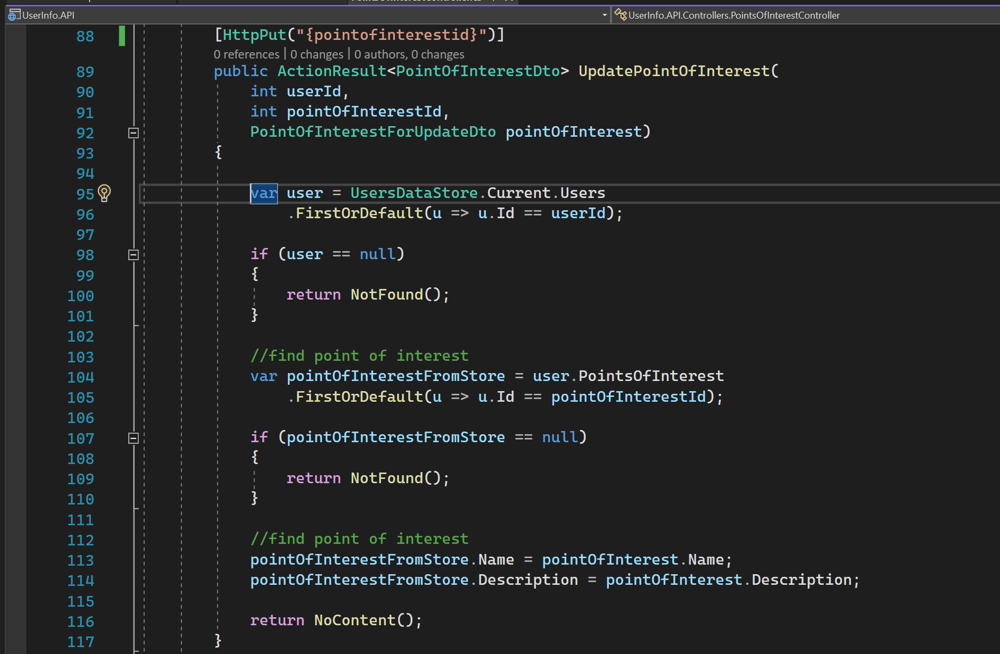 UserInfo.API
UserInfo.API.Controllers.PointsOfInterestController
88 [HttpPut("{pointofinterestid}")]
0 references | 0 changes | 0 authors, 0 changes
89 public ActionResult<PointOfInterestDto> UpdatePointOfInterest(
90 int userId,
91 int pointOfInterestId,
92 PointOfInterestForUpdateDto pointOfInterest)
93 {
94
95 var user = UsersDataStore.Current.Users
96 .FirstOrDefault(u => u.Id == userId);
97
98 if (user == null)
99 {
100 return NotFound();
101 }
102
103 //find point of interest
104 var pointOfInterestFromStore = user.PointsOfInterest
105 .FirstOrDefault(u => u.Id == pointOfInterestId);
106
107 if (pointOfInterestFromStore == null)
108 {
109 return NotFound();
110 }
111
112 //find point of interest
113 pointOfInterestFromStore.Name = pointOfInterest.Name;
114 pointOfInterestFromStore.Description = pointOfInterest.Description;
115
116 return NoContent();
117 }